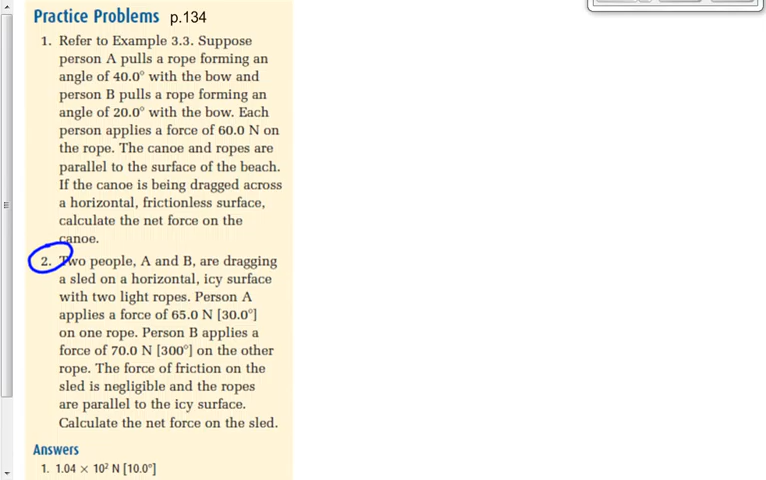 Practice Problems p.134
1. Refer to Example 3.3. Suppose
person A pulls a rope forming an
angle of 40.0° with the bow and
person B pulls a rope forming an
angle of 20.0° with the bow. Each
person applies a force of 60.0 N on
the rope. The canoe and ropes are
parallel to the surface of the beach.
If the canoe is being dragged across
a horizontal, frictionless surface,
calculate the net force on the
canoe.
2. Two people, A and B, are dragging
a sled on a horizontal, icy surface
with two light ropes. Person A
applies a force of 65.0 N [30.0°]
on one rope. Person B applies a
force of 70.0 N [300°] on the other
rope. The force of friction on the
sled is negligible and the ropes
are parallel to the icy surface.
Calculate the net force on the sled.
Answers
1. 1.04 × 10² N [10.0°]